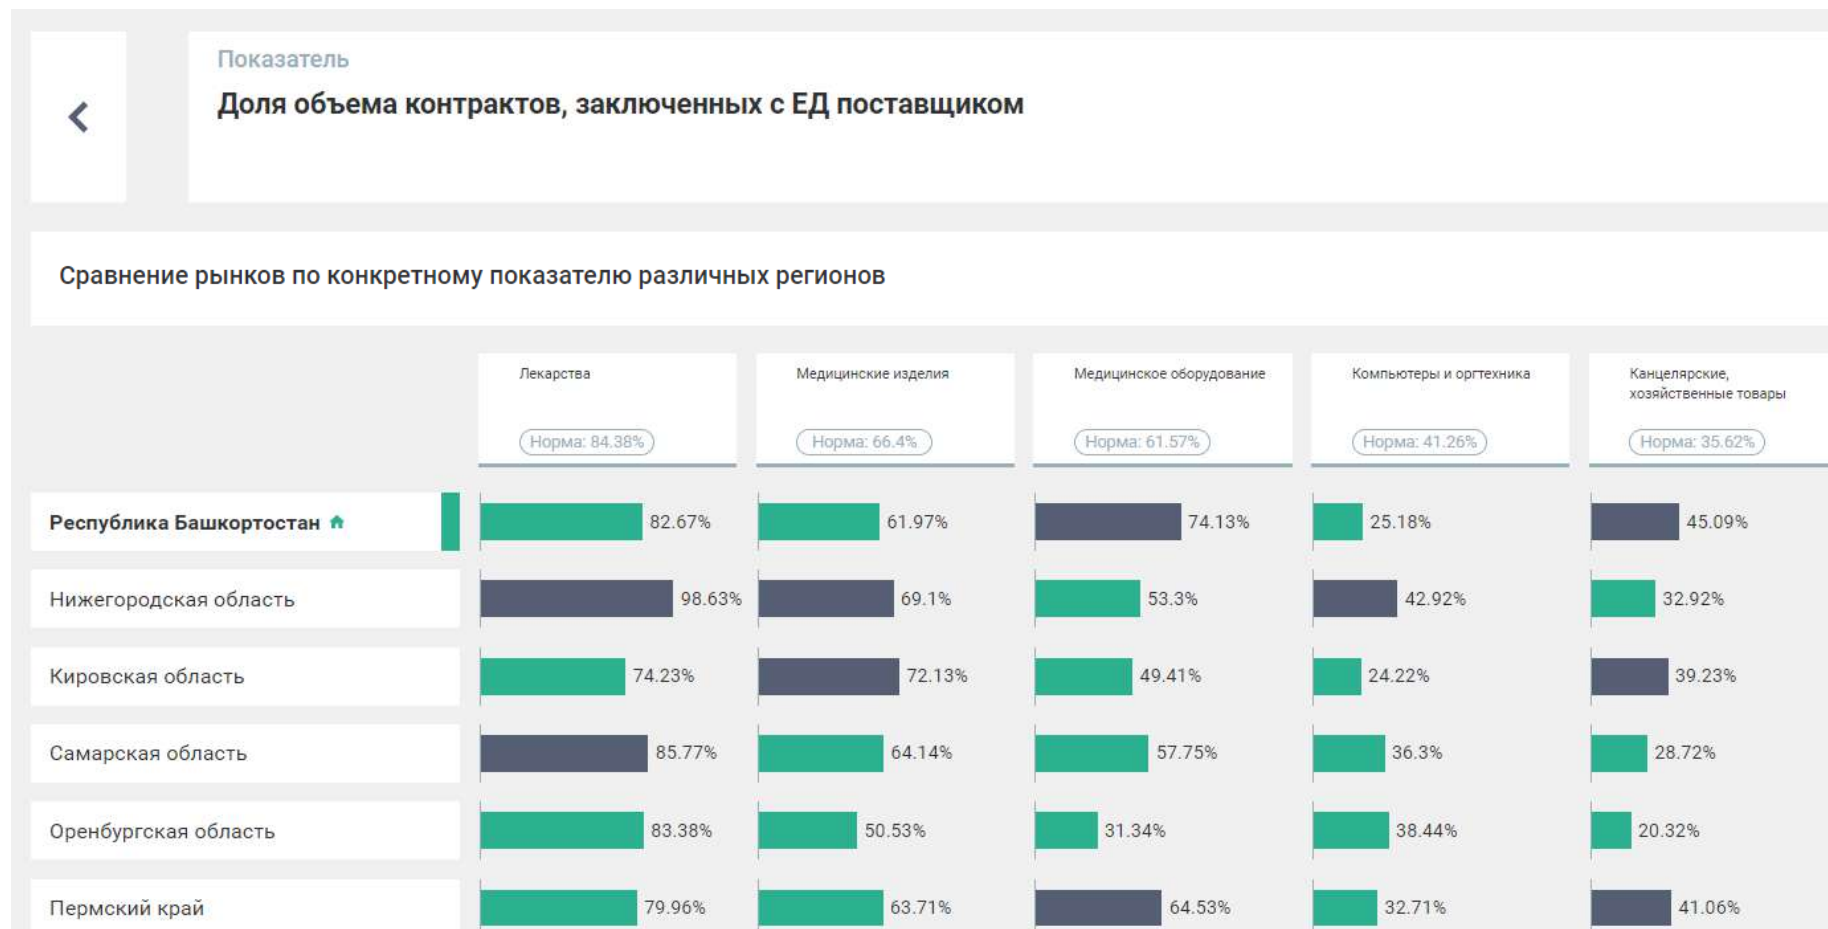 Показатель
Доля объема контрактов, заключенных с ЕД поставщиком
Сравнение рынков по конкретному показателю различных регионов
Лекарства
Медицинские изделия
Медицинское оборудование
Компьютеры и оргтехника
Канцелярские,
хозяйственные товары
Норма: 84.38%
Норма: 66.4%
Норма: 61.57%
Норма: 41.26%
Норма: 35.62%
Республика Башкортостан 82.67% 61.97% 74.13% 25.18% 45.09%
Нижегородская область 98.63% 69.1% 53.3% 42.92% 32.92%
Кировская область 74.23% 72.13% 49.41% 24.22% 39.23%
Самарская область 85.77% 64.14% 57.75% 36.3% 28.72%
Оренбургская область 83.38% 50.53% 31.34% 38.44% 20.32%
Пермский край 79.96% 63.71% 64.53% 32.71% 41.06%